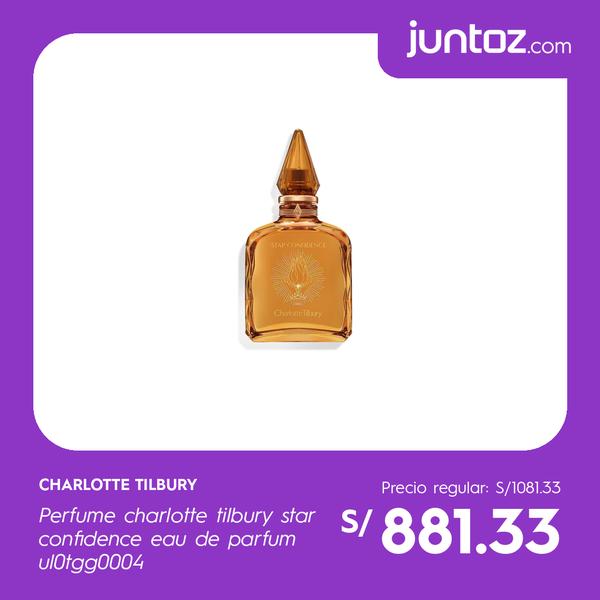 juntoz.com
STAR CONFIDENCE
Charlotte Tilbury
CHARLOTTE TILBURY
Perfume charlotte tilbury star
confidence eau de parfum
ul0tgg0004
Precio regular: S/1081.33
S/ 881.33